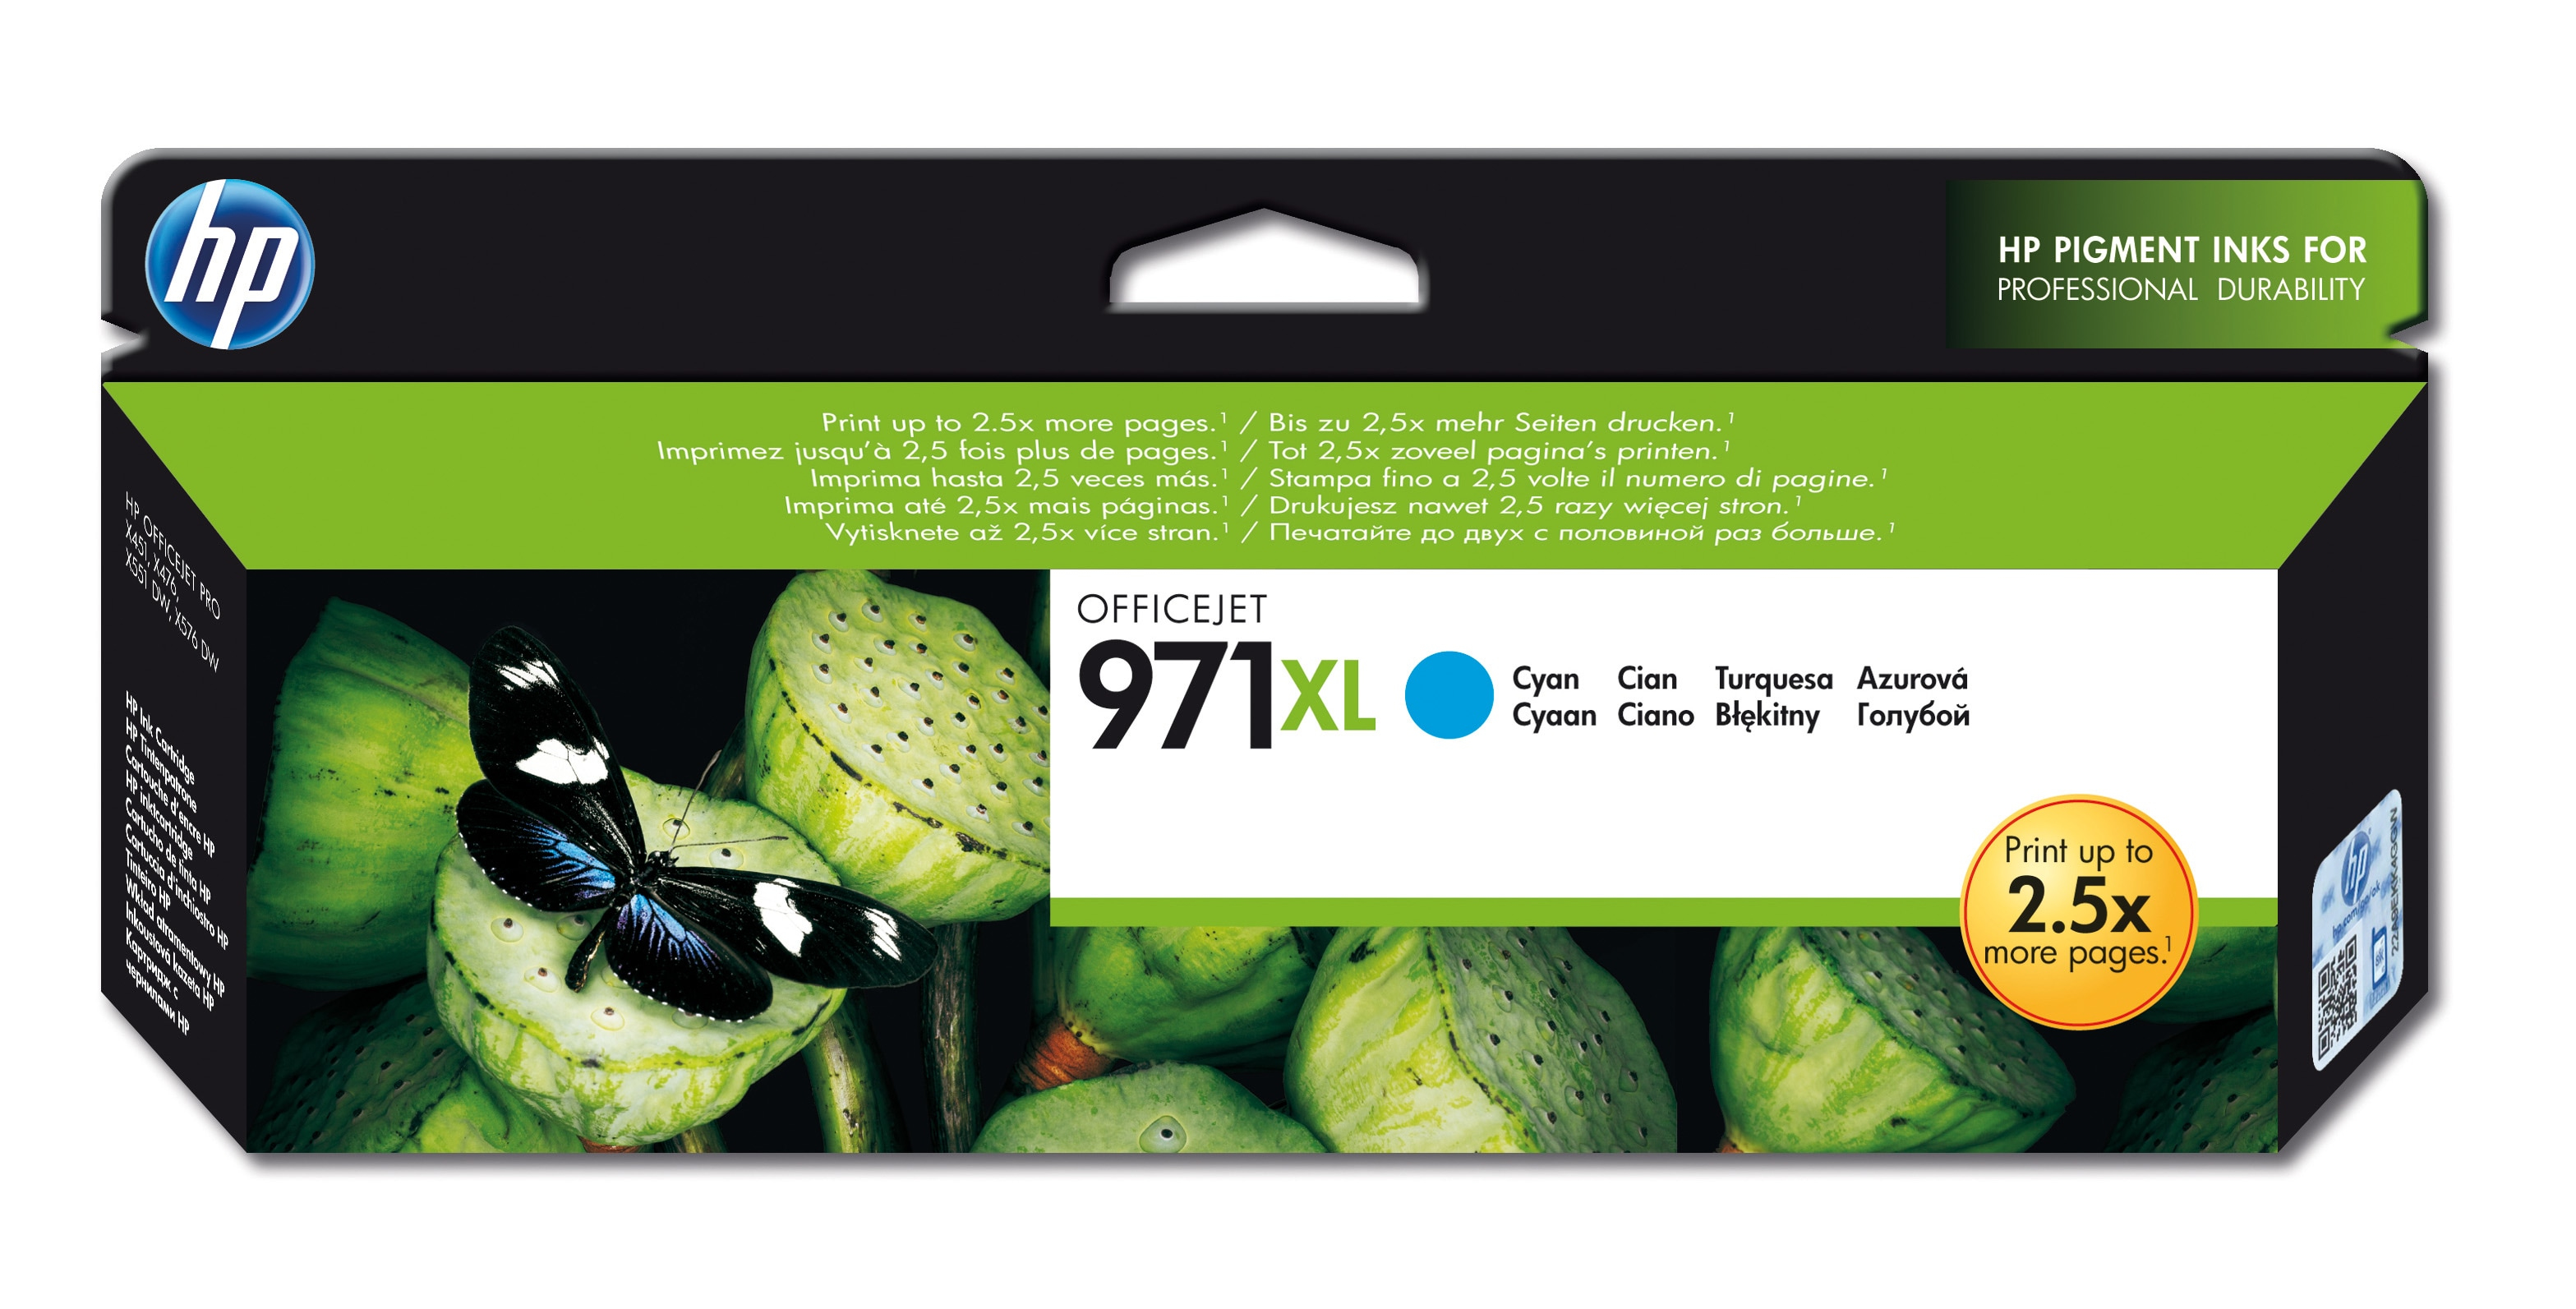 hp
HP PIGMENT INKS FOR
PROFESSIONAL DURABILITY
Print up to 2.5x more pages.¹ / Bis zu 2,5x mehr Seiten drucken.¹
Imprimez jusqu'à 2,5 fois plus de pages.¹ / Tot 2,5x zoveel pagina's printen.¹
Imprima hasta 2,5 veces más.¹ / Stampa fino a 2,5 volte il numero di pagine.¹
Imprima até 2,5x mais páginas.¹ / Drukujesz nawet 2,5 razy więcej stron.¹
Vytisknete až 2,5x více stran.¹ / Печатайте до двух с половиной раз больше.¹
HP OFFICEJET PRO
X451, X476,
X551 DW, X576 DW
HP Ink Cartridge
HP Tintenpatrone
Cartouche d'encre HP
HP inktcartridge
Cartucho de tinta HP
Cartuccia d'inchiostro HP
Tinteiro HP
Wkład atramentowy HP
Inkoustová kazeta HP
Картридж с
чернилами HP
OFFICEJET
971XL
Cyan Cian Turquesa Azurová
Cyaan Ciano Błękitny Голубой
Print up to
2.5x
more pages.¹
hp
hp.com/go/ok